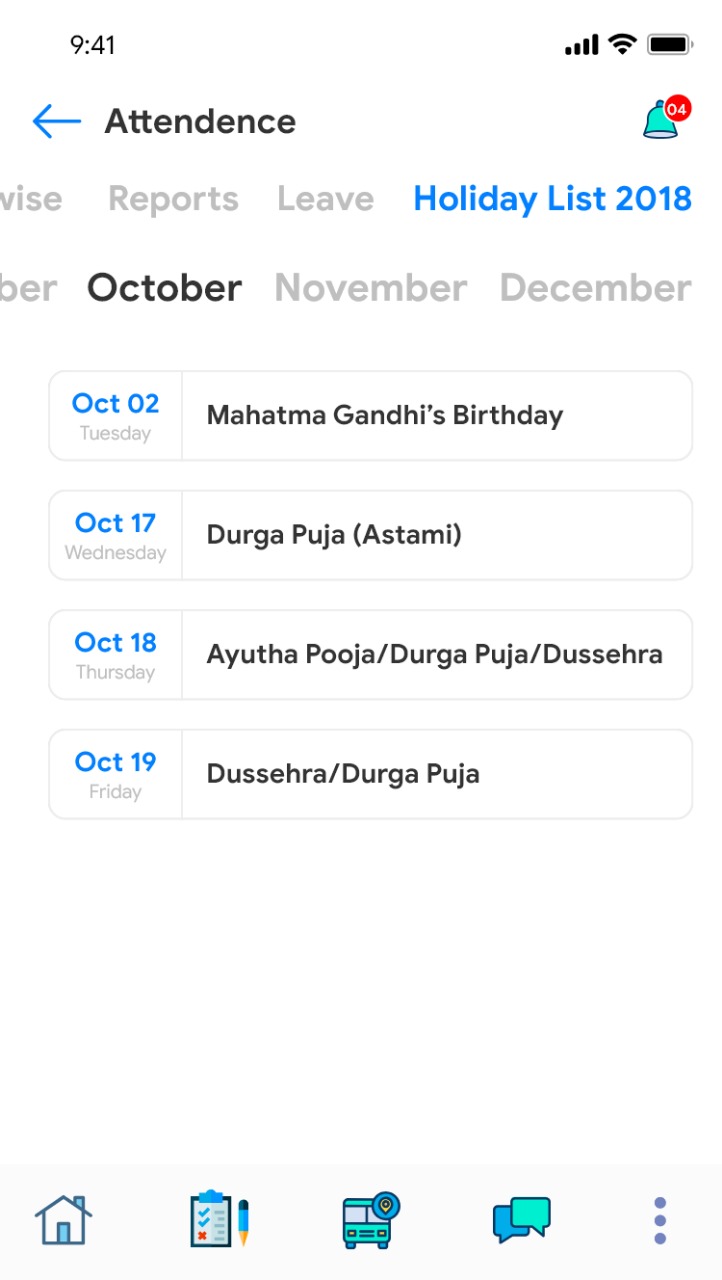 9:41
Attendence
04
wise Reports Leave Holiday List 2018
ber October November December
Oct 02
Tuesday
Mahatma Gandhi’s Birthday
Oct 17
Wednesday
Durga Puja (Astami)
Oct 18
Thursday
Ayutha Pooja/Durga Puja/Dussehra
Oct 19
Friday
Dussehra/Durga Puja